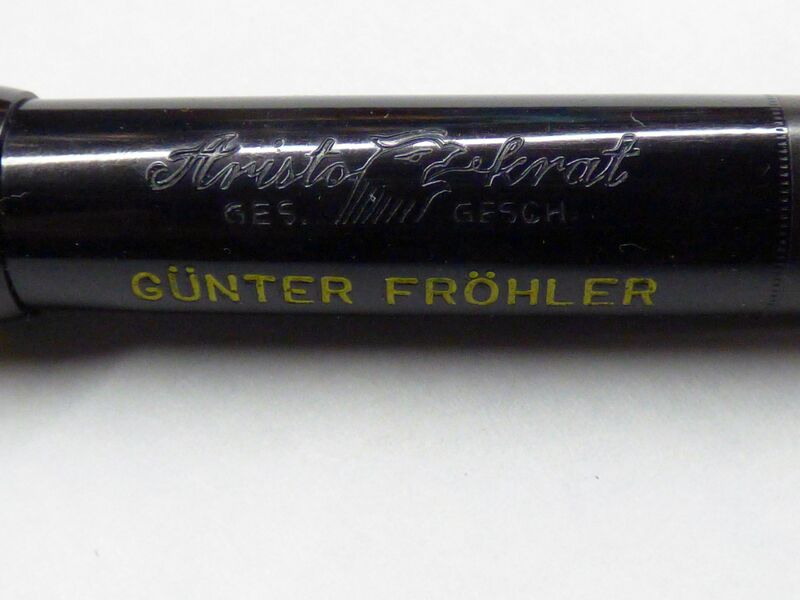 Aristokrat
GES. GESCH.
GÜNTER FRÖHLER